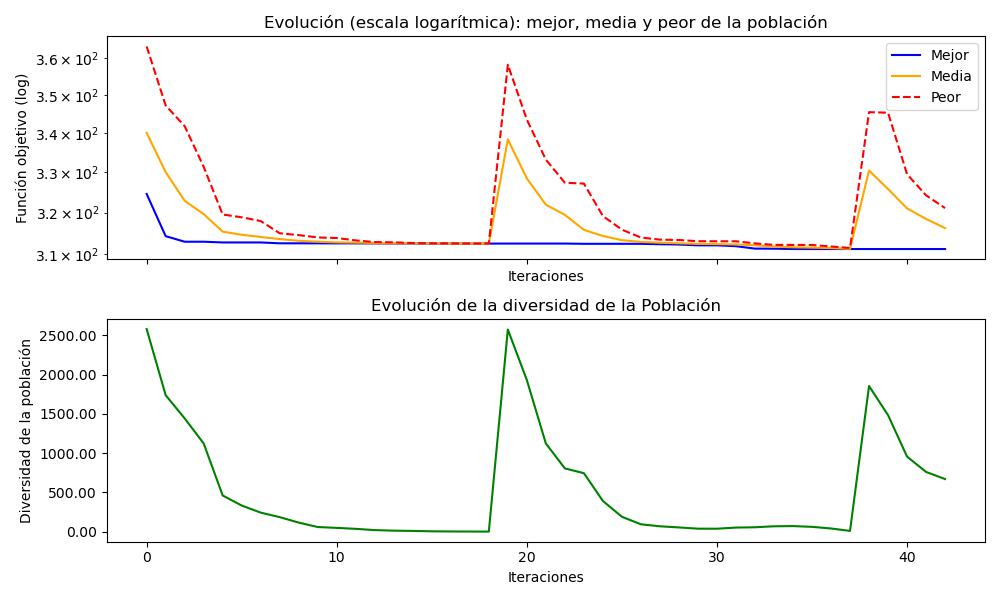 Evolución (escala logarítmica): mejor, media y peor de la población
Función objetivo (log)
3.6 × 10²
3.5 × 10²
3.4 × 10²
3.3 × 10²
3.2 × 10²
3.1 × 10²
Mejor
Media
Peor
Iteraciones
Evolución de la diversidad de la Población
Diversidad de la población
2500.00
2000.00
1500.00
1000.00
500.00
0.00
0 10 20 30 40
Iteraciones